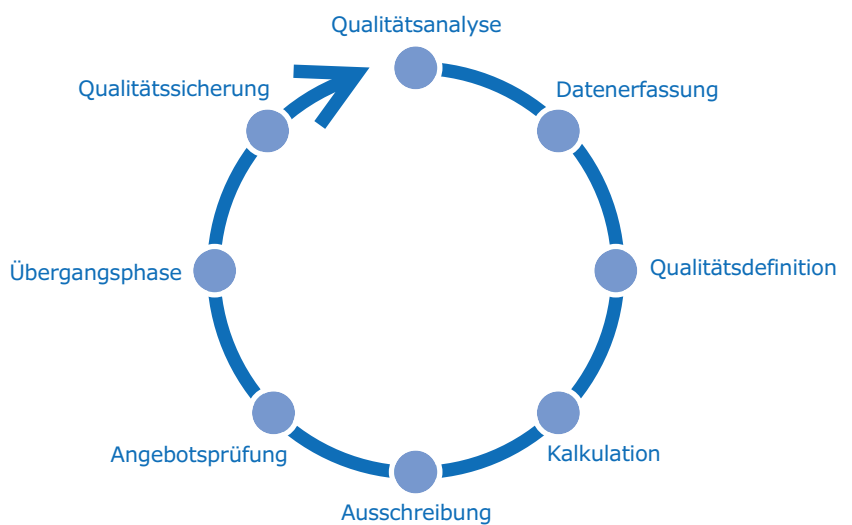 Qualitätsanalyse
Datenerfassung
Qualitätsdefinition
Kalkulation
Ausschreibung
Angebotsprüfung
Übergangsphase
Qualitätssicherung